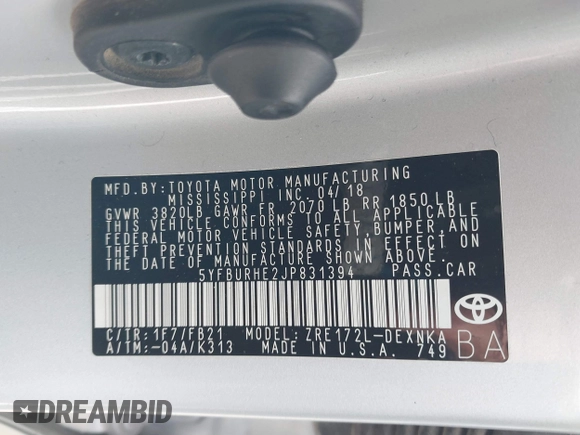 MFD.BY:TOYOTA MOTOR MANUFACTURING
MISSISSIPPI INC. 04/18
GVWR 3820LB GAWR FR 2070 LB RR 1850 LB
THIS VEHICLE CONFORMS TO ALL APPLICABLE
FEDERAL MOTOR VEHICLE SAFETY,BUMPER, AND
THEFT PREVENTION STANDARDS IN EFFECT ON
THE DATE OF MANUFACTURE SHOWN ABOVE.
5YFBURHE2JP831394 PASS.CAR
C/TR:1F7/FB21 MODEL:ZRE172L-DEXNKA
A/TM:-04A/K313 MADE IN U.S.A. 749
BA
DREAMBID